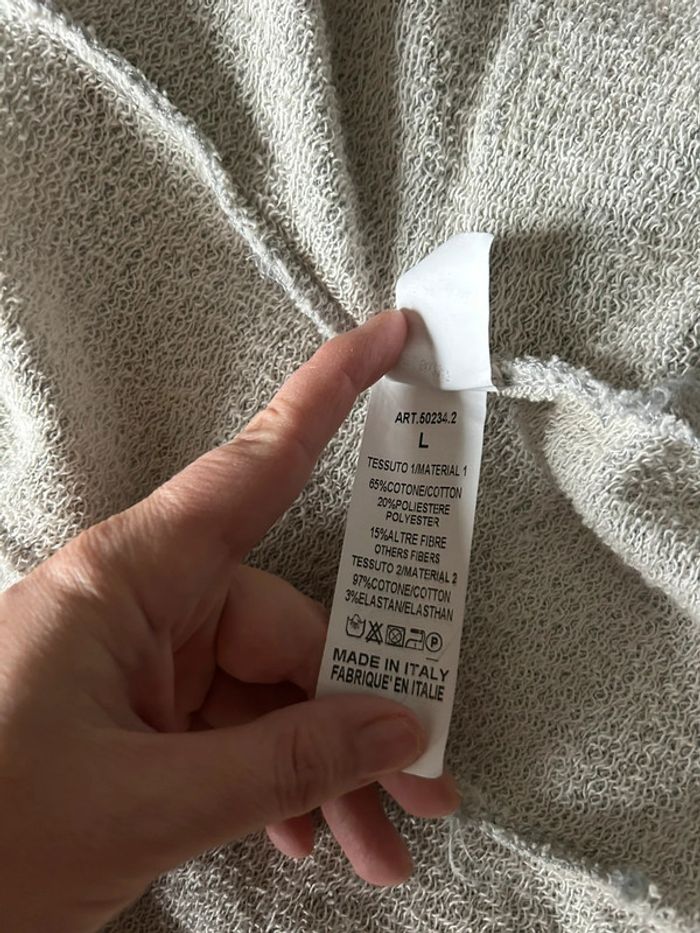 ART.50234.2
L
TESSUTO 1/MATERIAL 1
65%COTONE/COTTON
20%POLIESTERE
POLYESTER
15%ALTRE FIBRE
OTHERS FIBERS
TESSUTO 2/MATERIAL 2
97%COTONE/COTTON
3%ELASTAN/ELASTHAN
P
MADE IN ITALY
FABRIQUE' EN ITALIE